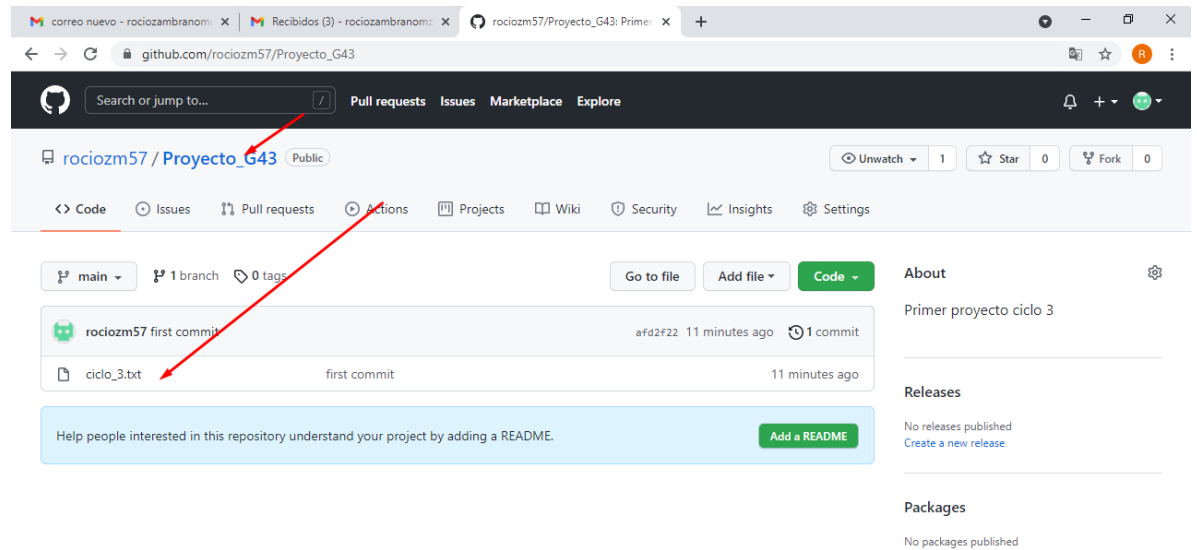 correo nuevo - rociozambranom
Recibidos (3) - rociozambranom
rociozm57/Proyecto_G43: Primer
github.com/rociozm57/Proyecto_G43
R
Search or jump to...
/
Pull requests Issues Marketplace Explore
rociozm57 / Proyecto_G43 Public
Unwatch 1
Star 0
Fork 0
Code Issues Pull requests Actions Projects Wiki Security Insights Settings
main 1 branch 0 tags
Go to file Add file Code
rociozm57 first commit afd2f22 11 minutes ago 1 commit
ciclo_3.txt first commit 11 minutes ago
Help people interested in this repository understand your project by adding a README.
Add a README
About
Primer proyecto ciclo 3
Releases
No releases published
Create a new release
Packages
No packages published